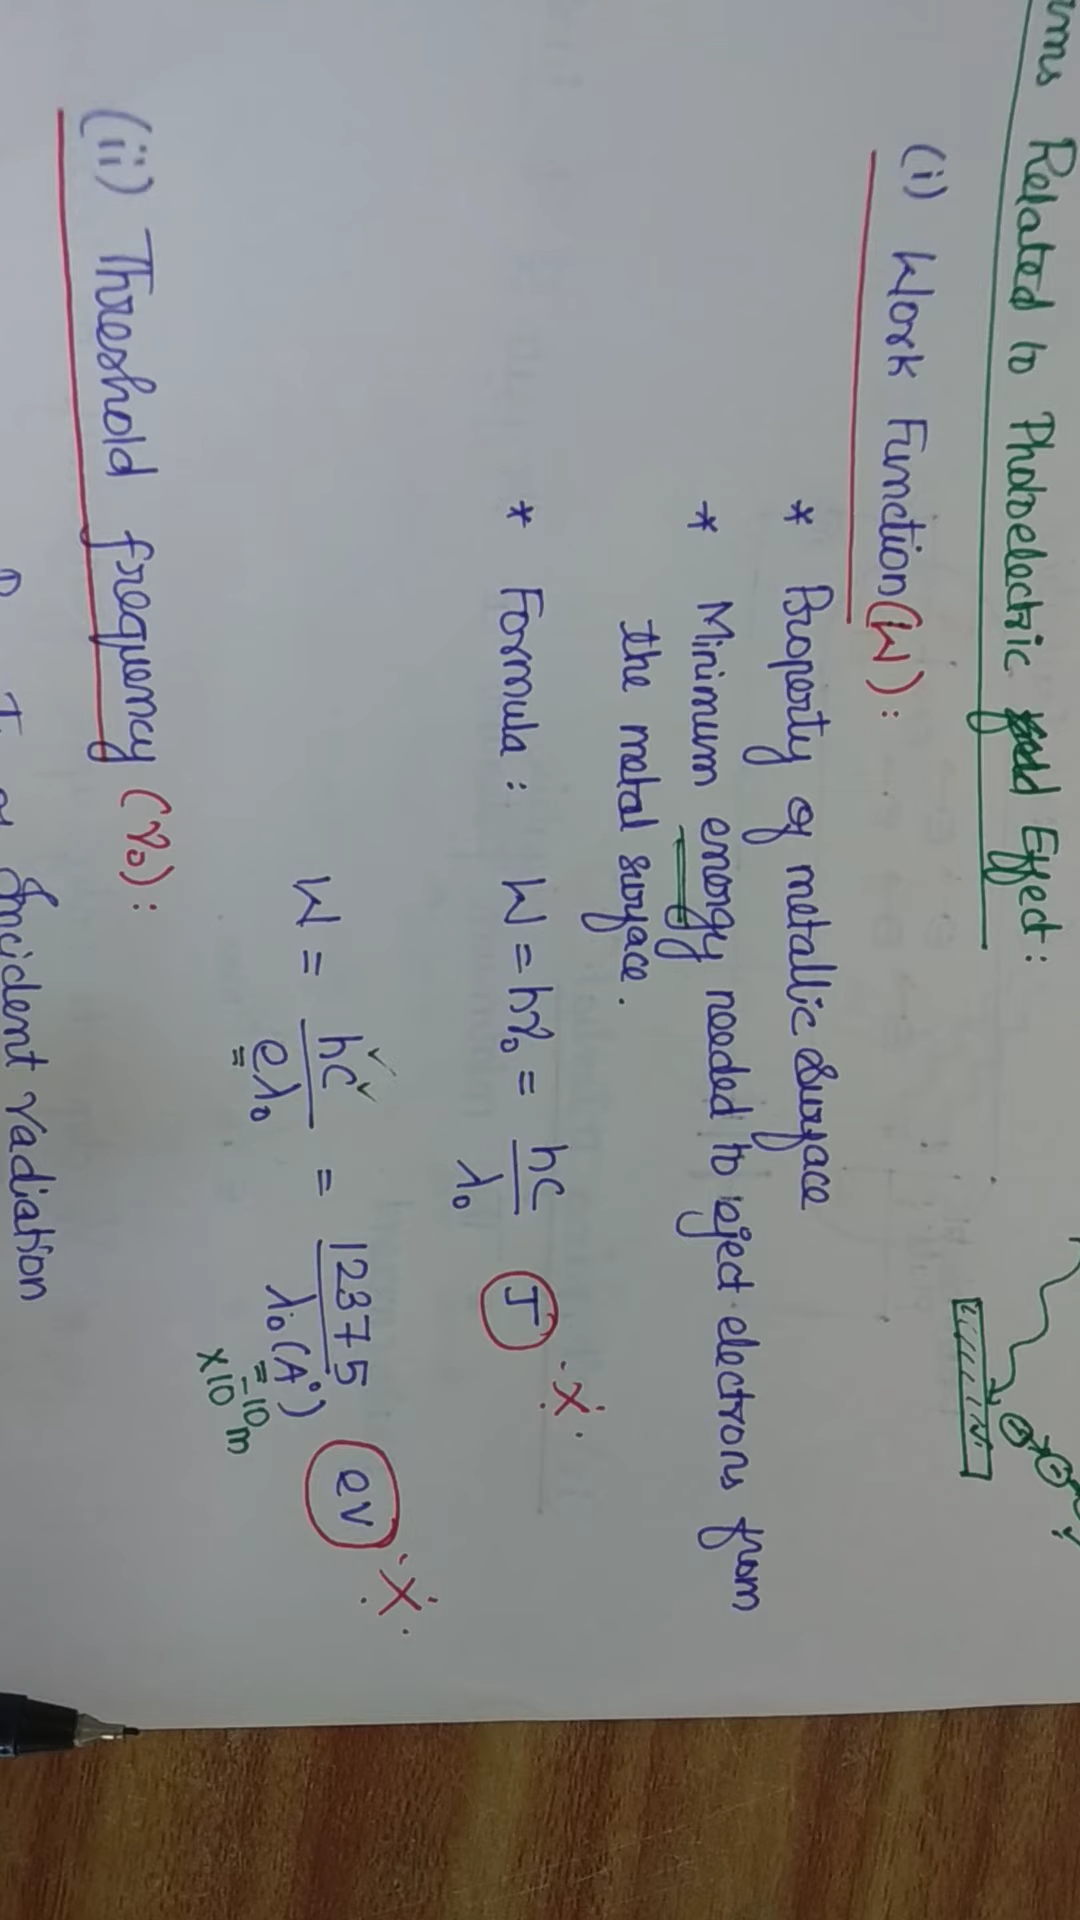 Related to Photoelectric Effect:
(i) Work Function (W):
* Property of metallic surface
* Minimum energy needed to eject electrons from
the metal surface.
* Formula: W = hν₀ = hc/λ₀ J
W = hc/eλ₀ = 12375/λ₀(A°) eV
×10⁻¹⁰m
(ii) Threshold frequency (ν₀):
Incident radiation